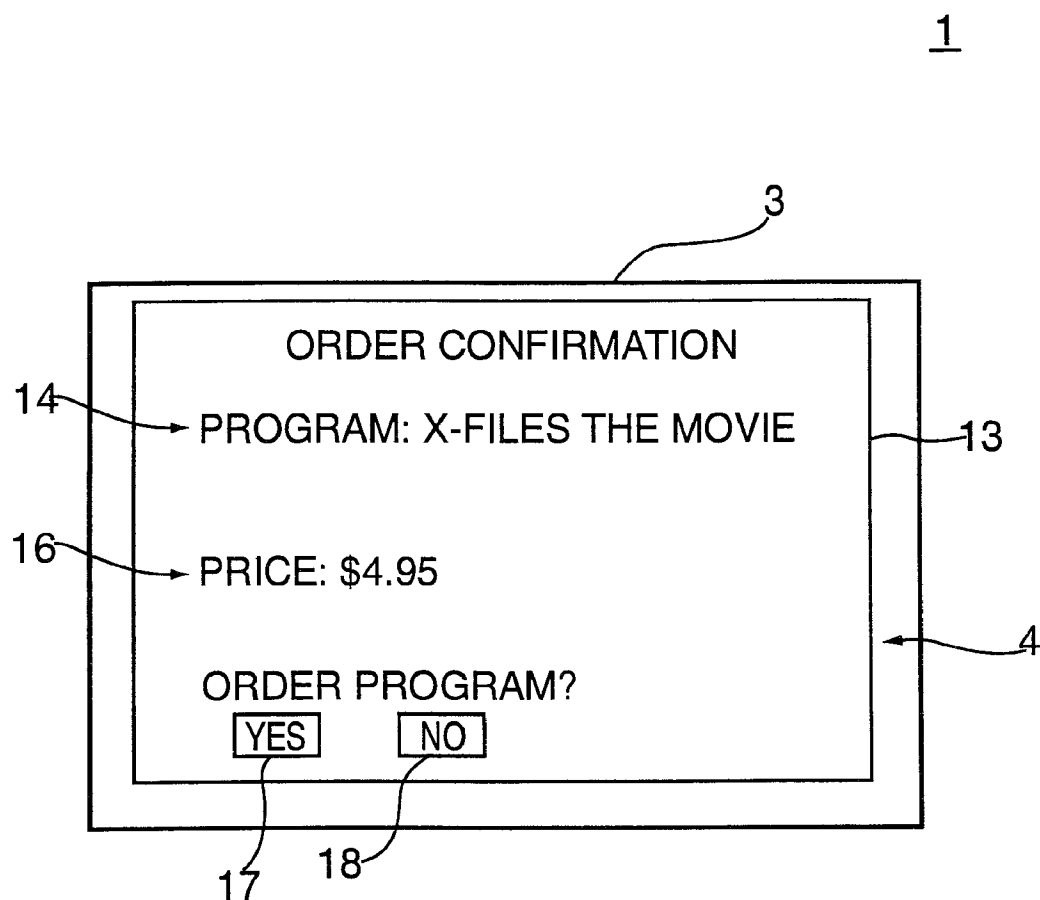 1
3
ORDER CONFIRMATION
14
PROGRAM: X-FILES THE MOVIE
13
16
PRICE: $4.95
4
ORDER PROGRAM?
YES NO
17
18